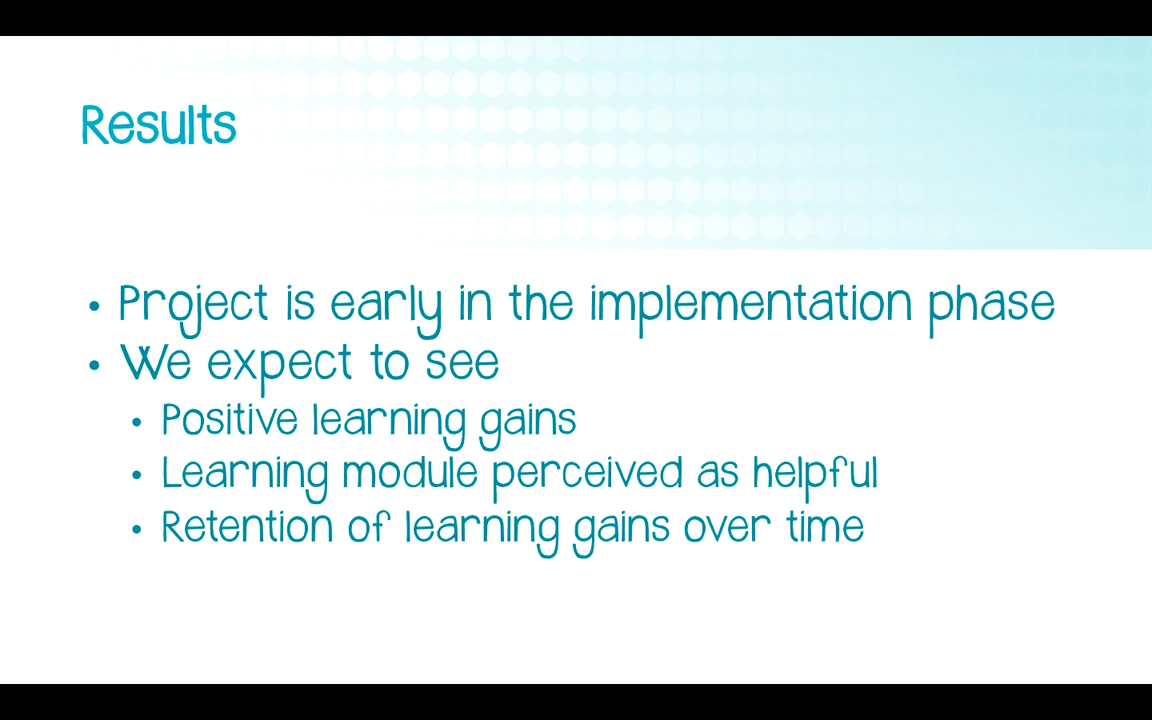 Results
• Project is early in the implementation phase
• We expect to see
• Positive learning gains
• Learning module perceived as helpful
• Retention of learning gains over time